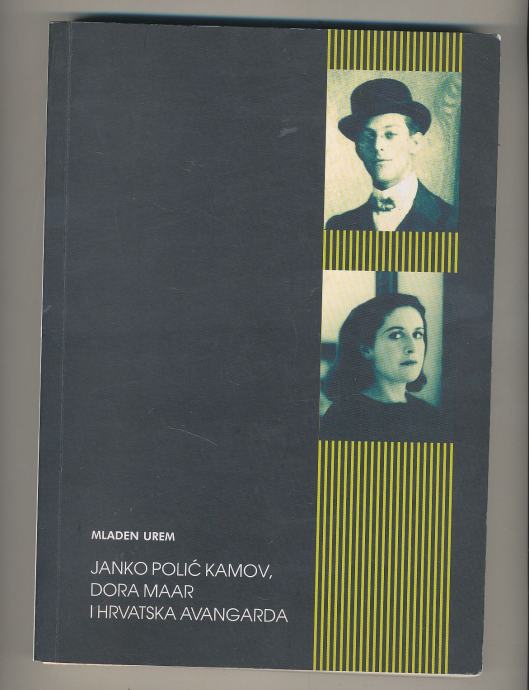 MLADEN UREM
JANKO POLIĆ KAMOV,
DORA MAAR
I HRVATSKA AVANGARDA